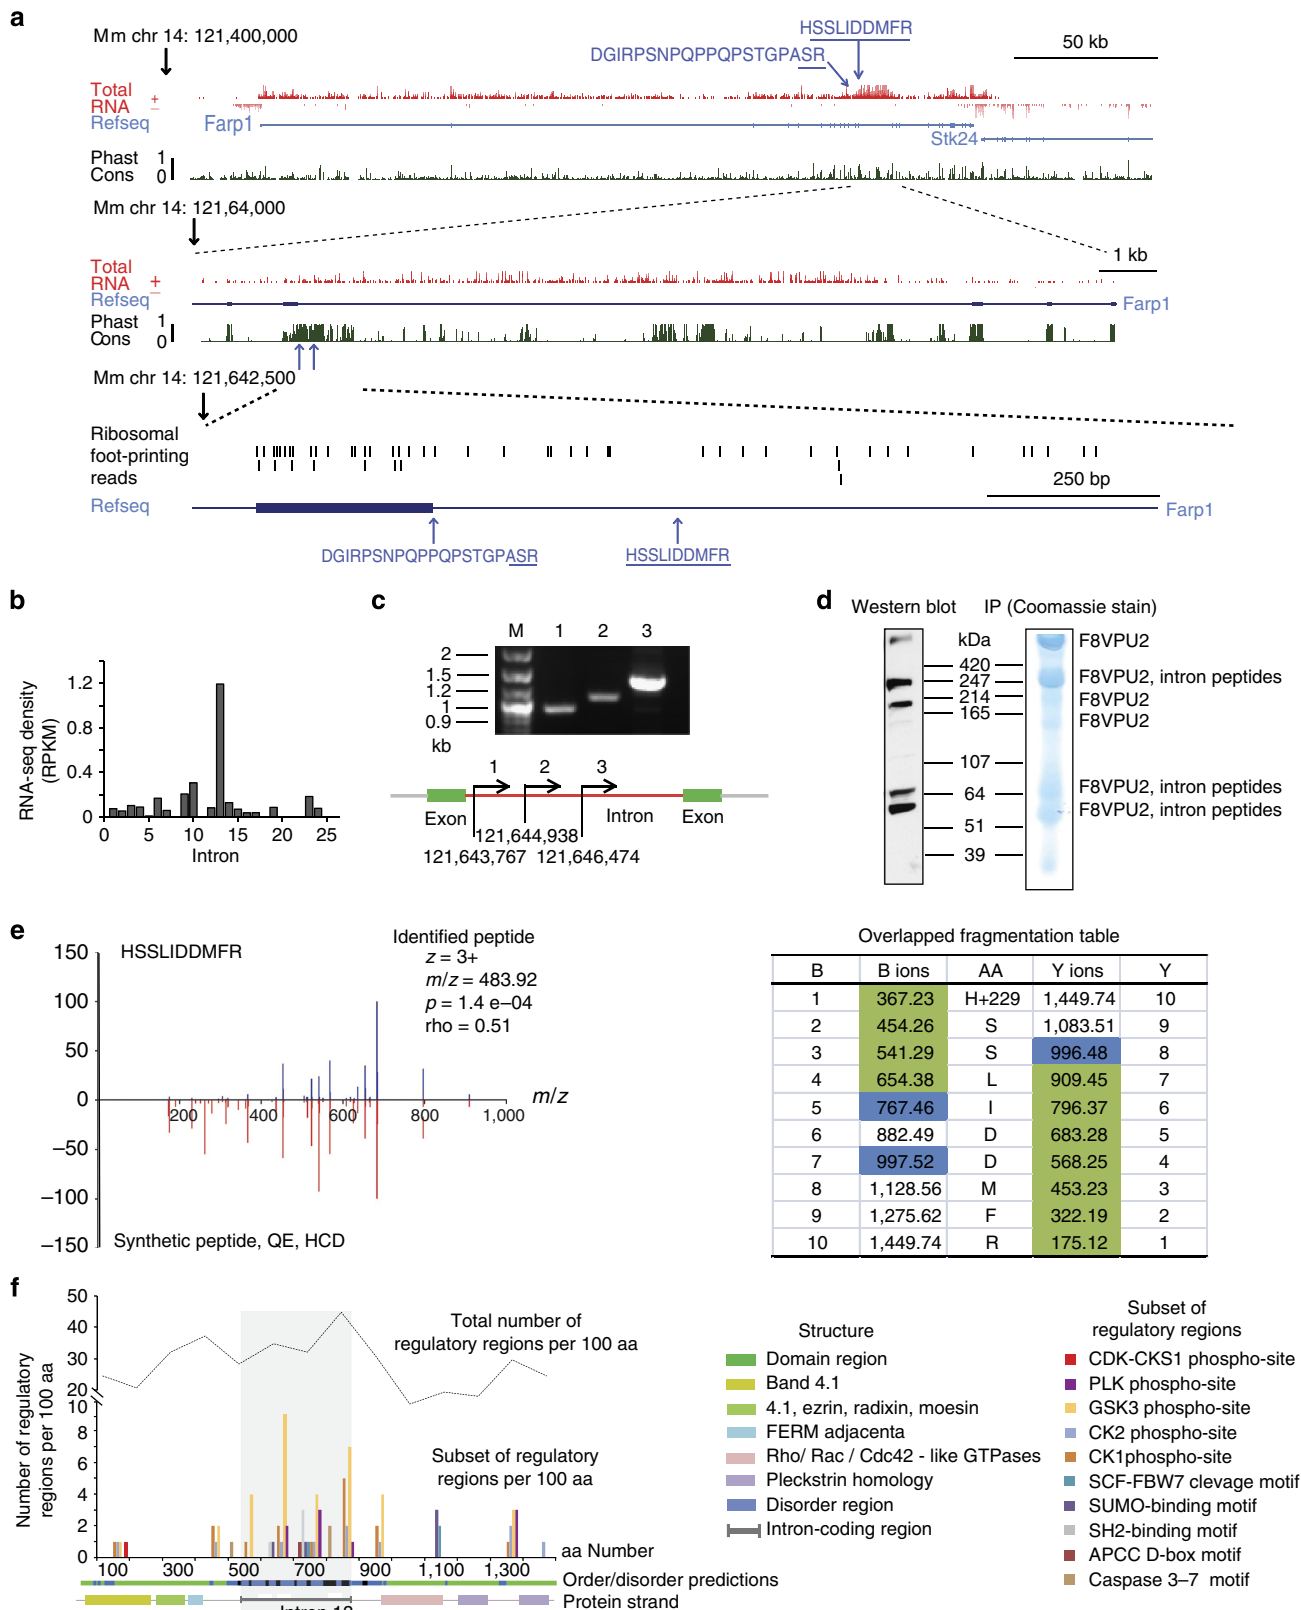 a
Mm chr 14: 121,400,000
HSSLIDDMFR
DGIRPSNPQPPQPSTGPASR
50 kb
Total
RNA
+
–
Refseq
Farp1
Stk24
Phast
Cons
1
0
Mm chr 14: 121,64,000
1 kb
Total
RNA
+
–
Refseq
Farp1
Phast
Cons
1
0
Mm chr 14: 121,642,500
Ribosomal
foot-printing
reads
250 bp
Refseq
Farp1
DGIRPSNPQPPQPSTGPASR
HSSLIDDMFR
b
RNA-seq density
(RPKM)
1.2
0.8
0.4
0
0 5 10 15 20 25
Intron
c
M 1 2 3
2
1.5
1.2
1
0.9
kb
1 2 3
Exon Intron Exon
121,644,938
121,643,767 121,646,474
d
Western blot IP (Coomassie stain)
kDa F8VPU2
420
247 F8VPU2, intron peptides
214 F8VPU2
165 F8VPU2
107
64 F8VPU2, intron peptides
F8VPU2, intron peptides
51
39
e
HSSLIDDMFR
Identified peptide
z = 3+
m/z = 483.92
p = 1.4 e–04
rho = 0.51
150
100
50
0
–50
–100
–150
200 400 600 800 1,000 m/z
Synthetic peptide, QE, HCD
Overlapped fragmentation table
B B ions AA Y ions Y
1 367.23 H+229 1,449.74 10
2 454.26 S 1,083.51 9
3 541.29 S 996.48 8
4 654.38 L 909.45 7
5 767.46 I 796.37 6
6 882.49 D 683.28 5
7 997.52 D 568.25 4
8 1,128.56 M 453.23 3
9 1,275.62 F 322.19 2
10 1,449.74 R 175.12 1
f
Number of regulatory
regions per 100 aa
50
40
30
20
10
8
6
4
2
0
Total number of
regulatory regions per 100 aa
Subset of regulatory
regions per 100 aa
100 300 500 700 900 1,100 1,300
aa Number
Order/disorder predictions
Protein strand
Structure
Domain region
Band 4.1
4.1, ezrin, radixin, moesin
FERM adjacenta
Rho/ Rac / Cdc42 - like GTPases
Pleckstrin homology
Disorder region
Intron-coding region
Subset of
regulatory regions
CDK-CKS1 phospho-site
PLK phospho-site
GSK3 phospho-site
CK2 phospho-site
CK1phospho-site
SCF-FBW7 clevage motif
SUMO-binding motif
SH2-binding motif
APCC D-box motif
Caspase 3–7 motif